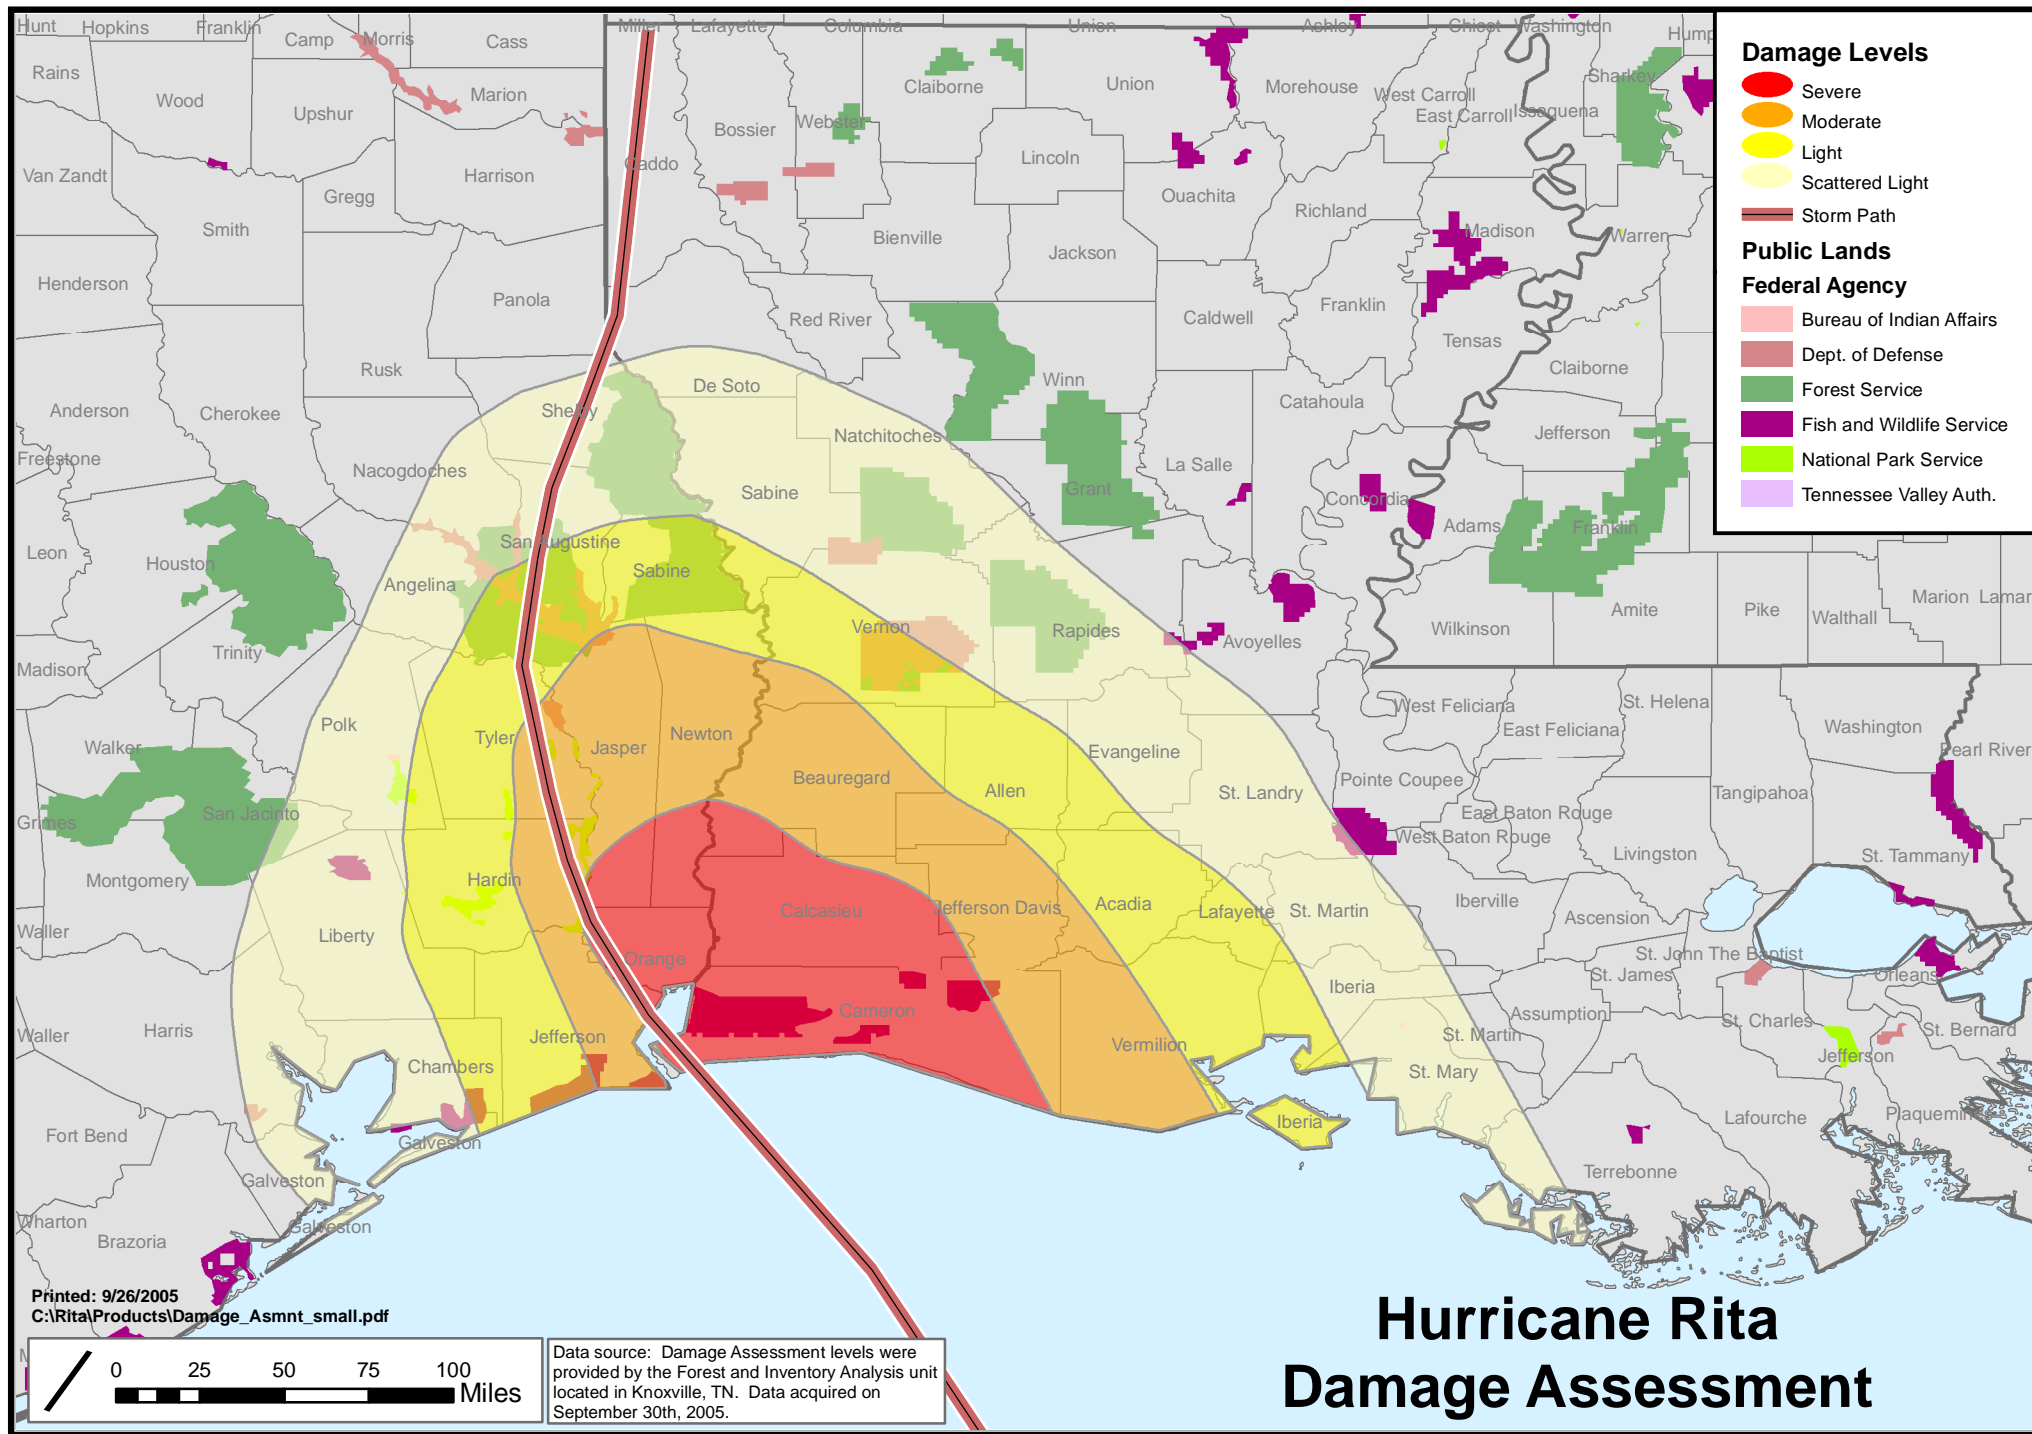 Hunt Hopkins Franklin Camp Morris Cass Miller Lafayette Columbia Union Ashley Chicot Washington Hump
Rains Wood Upshur Marion Claiborne Union Morehouse West Carroll East Carroll Issaquena Sharkey
Bossier Webster Lincoln
Van Zandt Gregg Harrison Caddo Ouachita Richland
Smith Bienville Jackson Madison Warren
Henderson Panola Red River Caldwell Franklin Tensas
Rusk De Soto Winn Claiborne
Anderson Cherokee Shelby Natchitoches Catahoula Jefferson
Freestone Nacogdoches Sabine Grant La Salle Concordia Adams Franklin
Leon Houston San Augustine Sabine Angelina
Vernon Rapides Avoyelles Wilkinson Amite Pike Walthall Marion Lamar
Madison Trinity
Polk Tyler Jasper Newton Evangeline West Feliciana East Feliciana St. Helena Washington Pearl River
Walker Beauregard Allen St. Landry Pointe Coupee Tangipahoa
Grimes San Jacinto East Baton Rouge West Baton Rouge Livingston St. Tammany
Montgomery Hardin Calcasieu Jefferson Davis Acadia Lafayette St. Martin Iberville Ascension
Waller Liberty Orange St. John The Baptist St. James Orleans
Waller Harris Jefferson Cameron Vermilion Iberia St. Martin Assumption St. Charles Jefferson St. Bernard
Chambers St. Mary
Fort Bend Galveston Iberia Lafourche Plaquemines
Galveston Terrebonne
Wharton Brazoria Galveston
M
Damage Levels
Severe
Moderate
Light
Scattered Light
Storm Path
Public Lands
Federal Agency
Bureau of Indian Affairs
Dept. of Defense
Forest Service
Fish and Wildlife Service
National Park Service
Tennessee Valley Auth.
Printed: 9/26/2005
C:\Rita\Products\Damage_Asmnt_small.pdf
0 25 50 75 100
Miles
Data source: Damage Assessment levels were
provided by the Forest and Inventory Analysis unit
located in Knoxville, TN. Data acquired on
September 30th, 2005.
Hurricane Rita
Damage Assessment